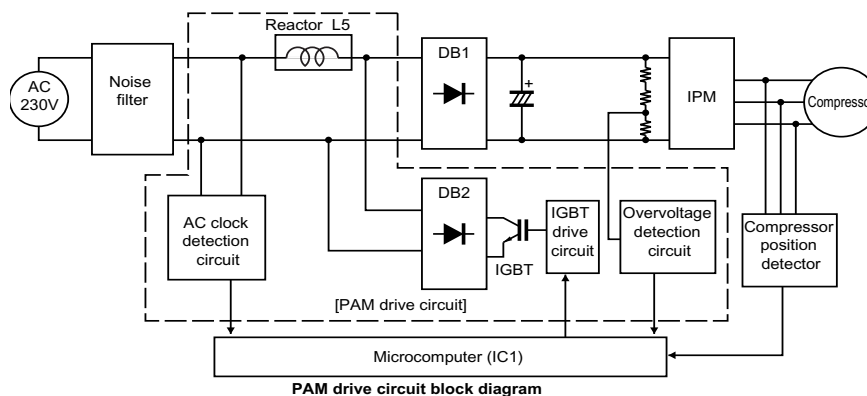 Reactor L5
AC
230V
Noise
filter
DB1
+
IPM
Compressor
AC clock
detection
circuit
DB2
IGBT
IGBT
drive
circuit
Overvoltage
detection
circuit
Compressor
position
detector
[PAM drive circuit]
Microcomputer (IC1)
PAM drive circuit block diagram